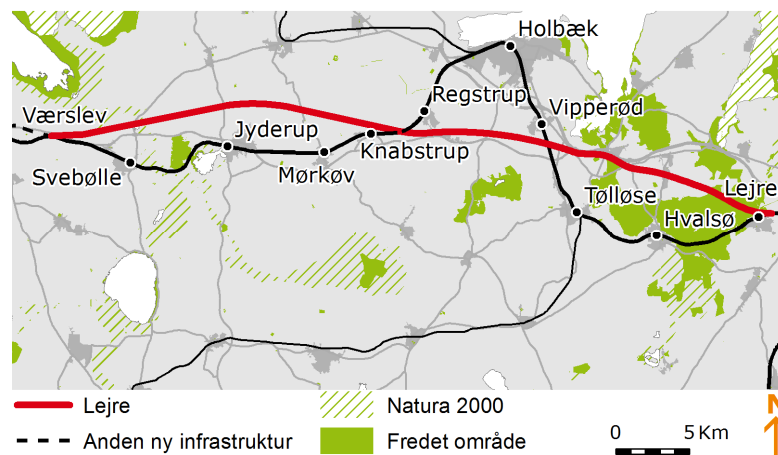 Holbæk
Værslev
Regstrup
Vipperød
Jyderup
Knabstrup
Svebølle
Mørkøv
Lejre
Tølløse
Hvalsø
Lejre
Natura 2000
N
Anden ny infrastruktur
Fredet område
0 5 Km